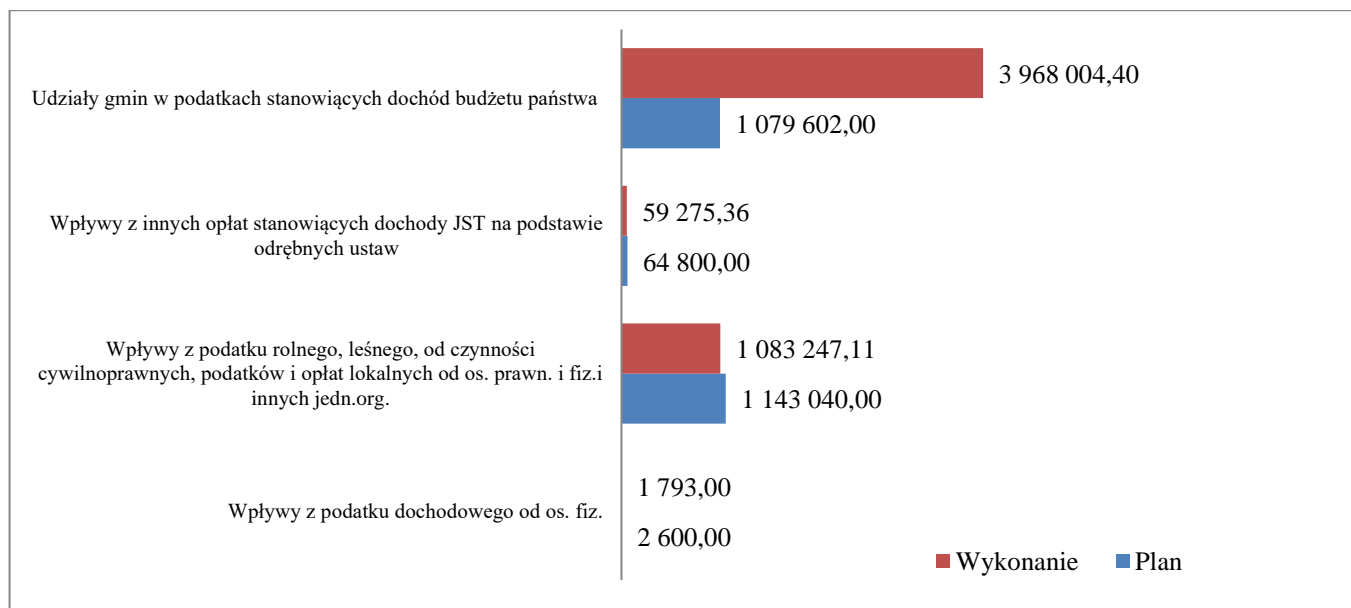 3 968 004,40
Udziały gmin w podatkach stanowiących dochód budżetu państwa
1 079 602,00
59 275,36
Wpływy z innych opłat stanowiących dochody JST na podstawie
odrębnych ustaw
64 800,00
Wpływy z podatku rolnego, leśnego, od czynności
cywilnoprawnych, podatków i opłat lokalnych od os. prawn. i fiz.i
innych jedn.org.
1 083 247,11
1 143 040,00
1 793,00
Wpływy z podatku dochodowego od os. fiz.
2 600,00
Wykonanie Plan